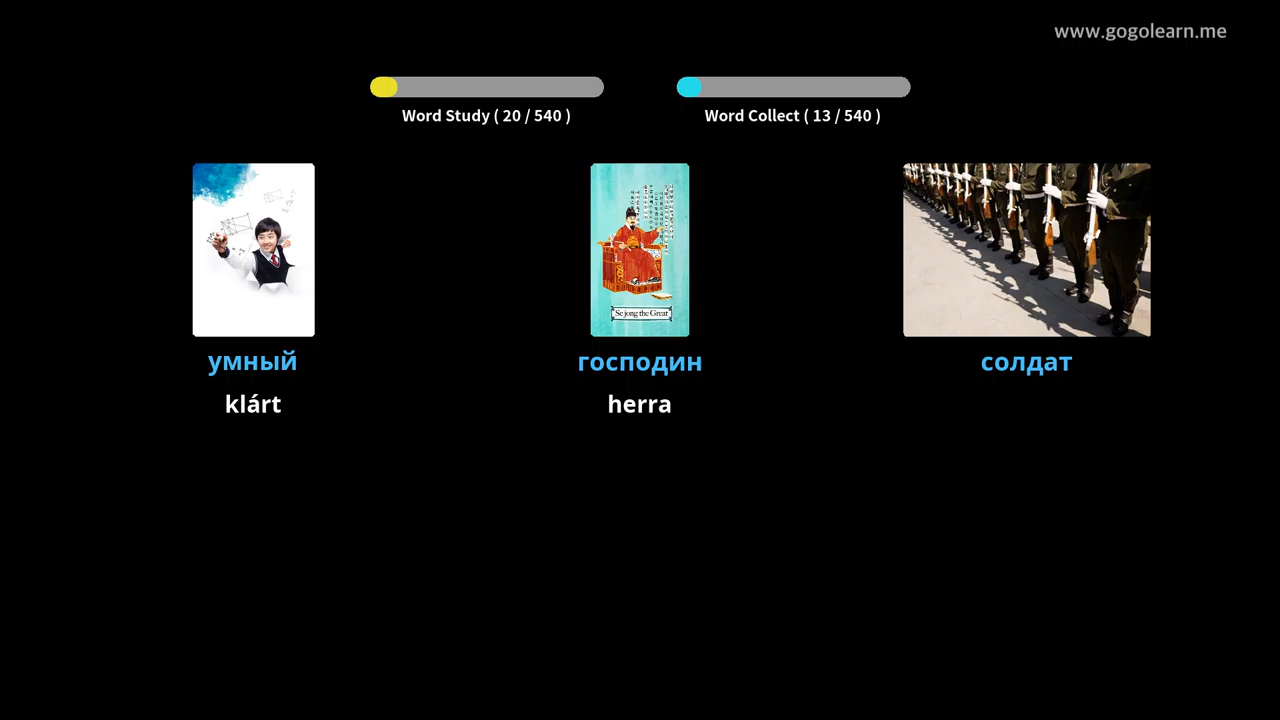 www.gogolearn.me
Word Study ( 20 / 540 )
Word Collect ( 13 / 540 )
Se jong the Great
умный
господин
солдат
klárt
herra